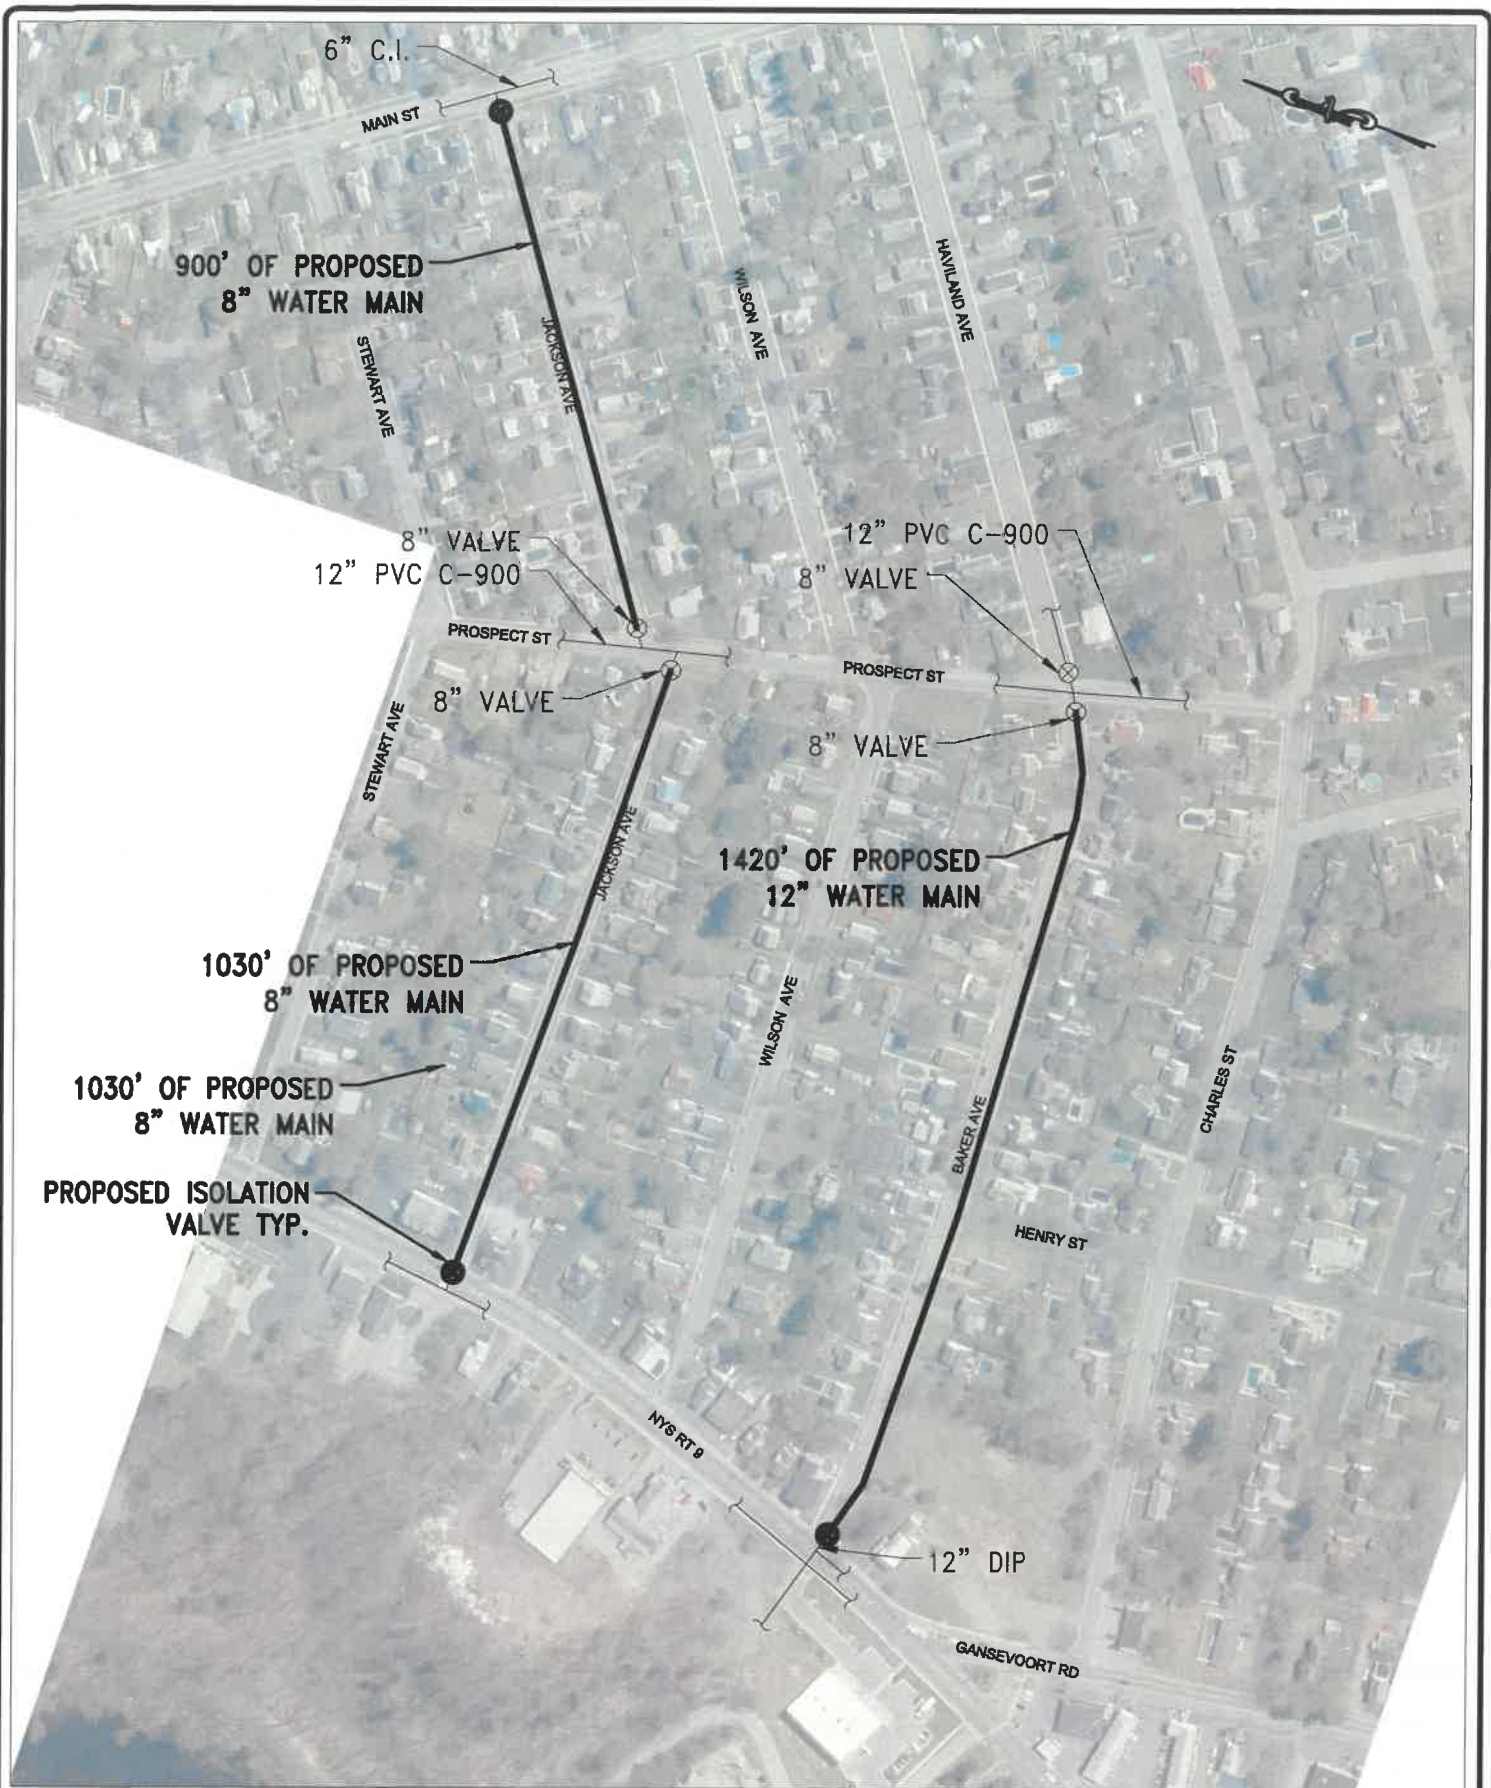 6" C.I.
MAIN ST
900' OF PROPOSED
8" WATER MAIN
JACKSON AVE
STEWART AVE
WILSON AVE
HAVILAND AVE
8" VALVE
12" PVC C-900
12" PVC C-900
8" VALVE
PROSPECT ST
PROSPECT ST
8" VALVE
8" VALVE
STEWART AVE
JACKSON AVE
1420' OF PROPOSED
12" WATER MAIN
1030' OF PROPOSED
8" WATER MAIN
WILSON AVE
1030' OF PROPOSED
8" WATER MAIN
BAKER AVE
CHARLES ST
PROPOSED ISOLATION
VALVE TYP.
HENRY ST
NYS RT 9
12" DIP
GANSEVOORT RD